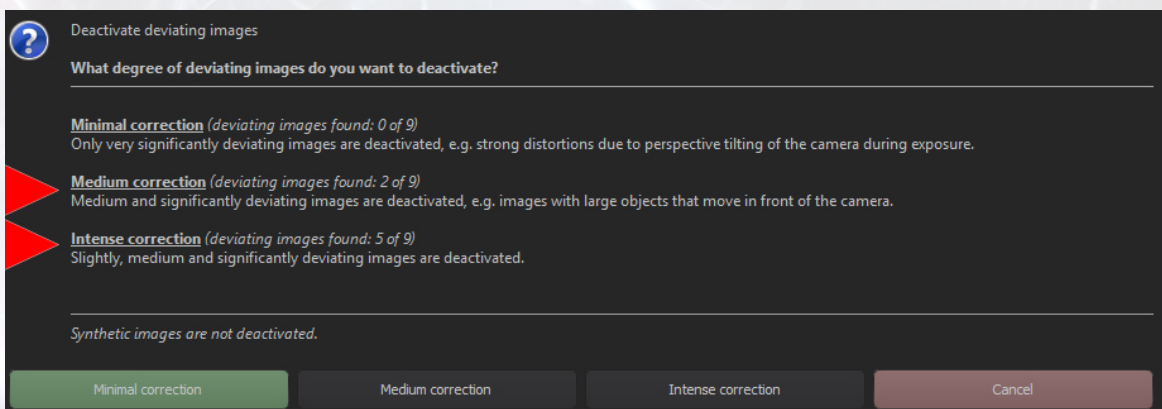 Deactivate deviating images
What degree of deviating images do you want to deactivate?
Minimal correction (deviating images found: 0 of 9)
Only very significantly deviating images are deactivated, e.g. strong distortions due to perspective tilting of the camera during exposure.
Medium correction (deviating images found: 2 of 9)
Medium and significantly deviating images are deactivated, e.g. images with large objects that move in front of the camera.
Intense correction (deviating images found: 5 of 9)
Slightly, medium and significantly deviating images are deactivated.
Synthetic images are not deactivated.
Minimal correction Medium correction Intense correction Cancel